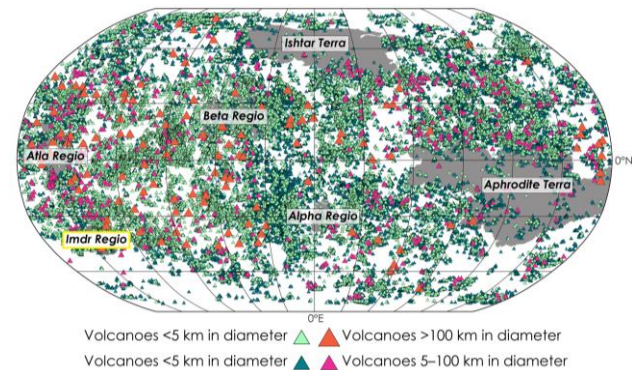 Ishtar Terra
Beta Regio
Atla Regio
0°N
Aphrodite Terra
Alpha Regio
Imdr Regio
0°E
Volcanoes <5 km in diameter Volcanoes >100 km in diameter
Volcanoes <5 km in diameter Volcanoes 5–100 km in diameter